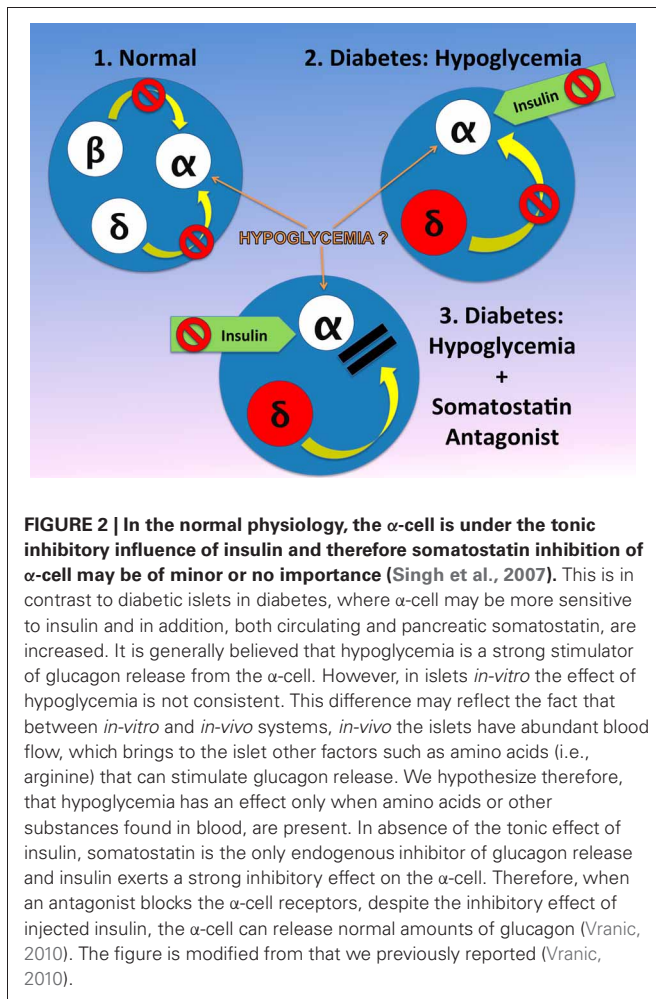 1. Normal
2. Diabetes: Hypoglycemia
Insulin
β
α
α
δ
δ
HYPOGLYCEMIA ?
Insulin
α
δ
3. Diabetes:
Hypoglycemia
+
Somatostatin
Antagonist
FIGURE 2 | In the normal physiology, the α-cell is under the tonic
inhibitory influence of insulin and therefore somatostatin inhibition of
α-cell may be of minor or no importance (Singh et al., 2007). This is in
contrast to diabetic islets in diabetes, where α-cell may be more sensitive
to insulin and in addition, both circulating and pancreatic somatostatin, are
increased. It is generally believed that hypoglycemia is a strong stimulator
of glucagon release from the α-cell. However, in islets in-vitro the effect of
hypoglycemia is not consistent. This difference may reflect the fact that
between in-vitro and in-vivo systems, in-vivo the islets have abundant blood
flow, which brings to the islet other factors such as amino acids (i.e.,
arginine) that can stimulate glucagon release. We hypothesize therefore,
that hypoglycemia has an effect only when amino acids or other
substances found in blood, are present. In absence of the tonic effect of
insulin, somatostatin is the only endogenous inhibitor of glucagon release
and insulin exerts a strong inhibitory effect on the α-cell. Therefore, when
an antagonist blocks the α-cell receptors, despite the inhibitory effect of
injected insulin, the α-cell can release normal amounts of glucagon (Vranic,
2010). The figure is modified from that we previously reported (Vranic,
2010).